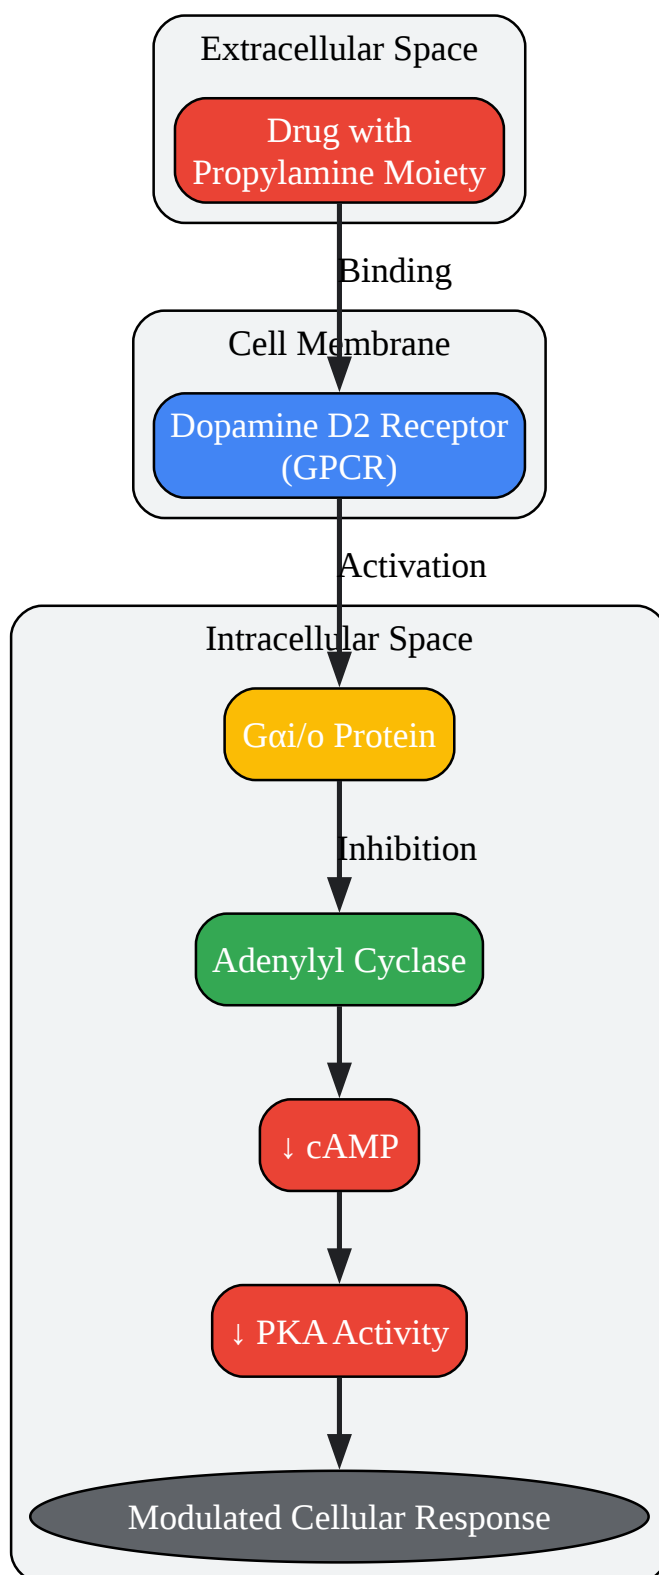 Extracellular Space
Drug with
Propylamine Moiety
Binding
Cell Membrane
Dopamine D2 Receptor
(GPCR)
Activation
Intracellular Space
Gαi/o Protein
Inhibition
Adenylyl Cyclase
↓ cAMP
↓ PKA Activity
Modulated Cellular Response